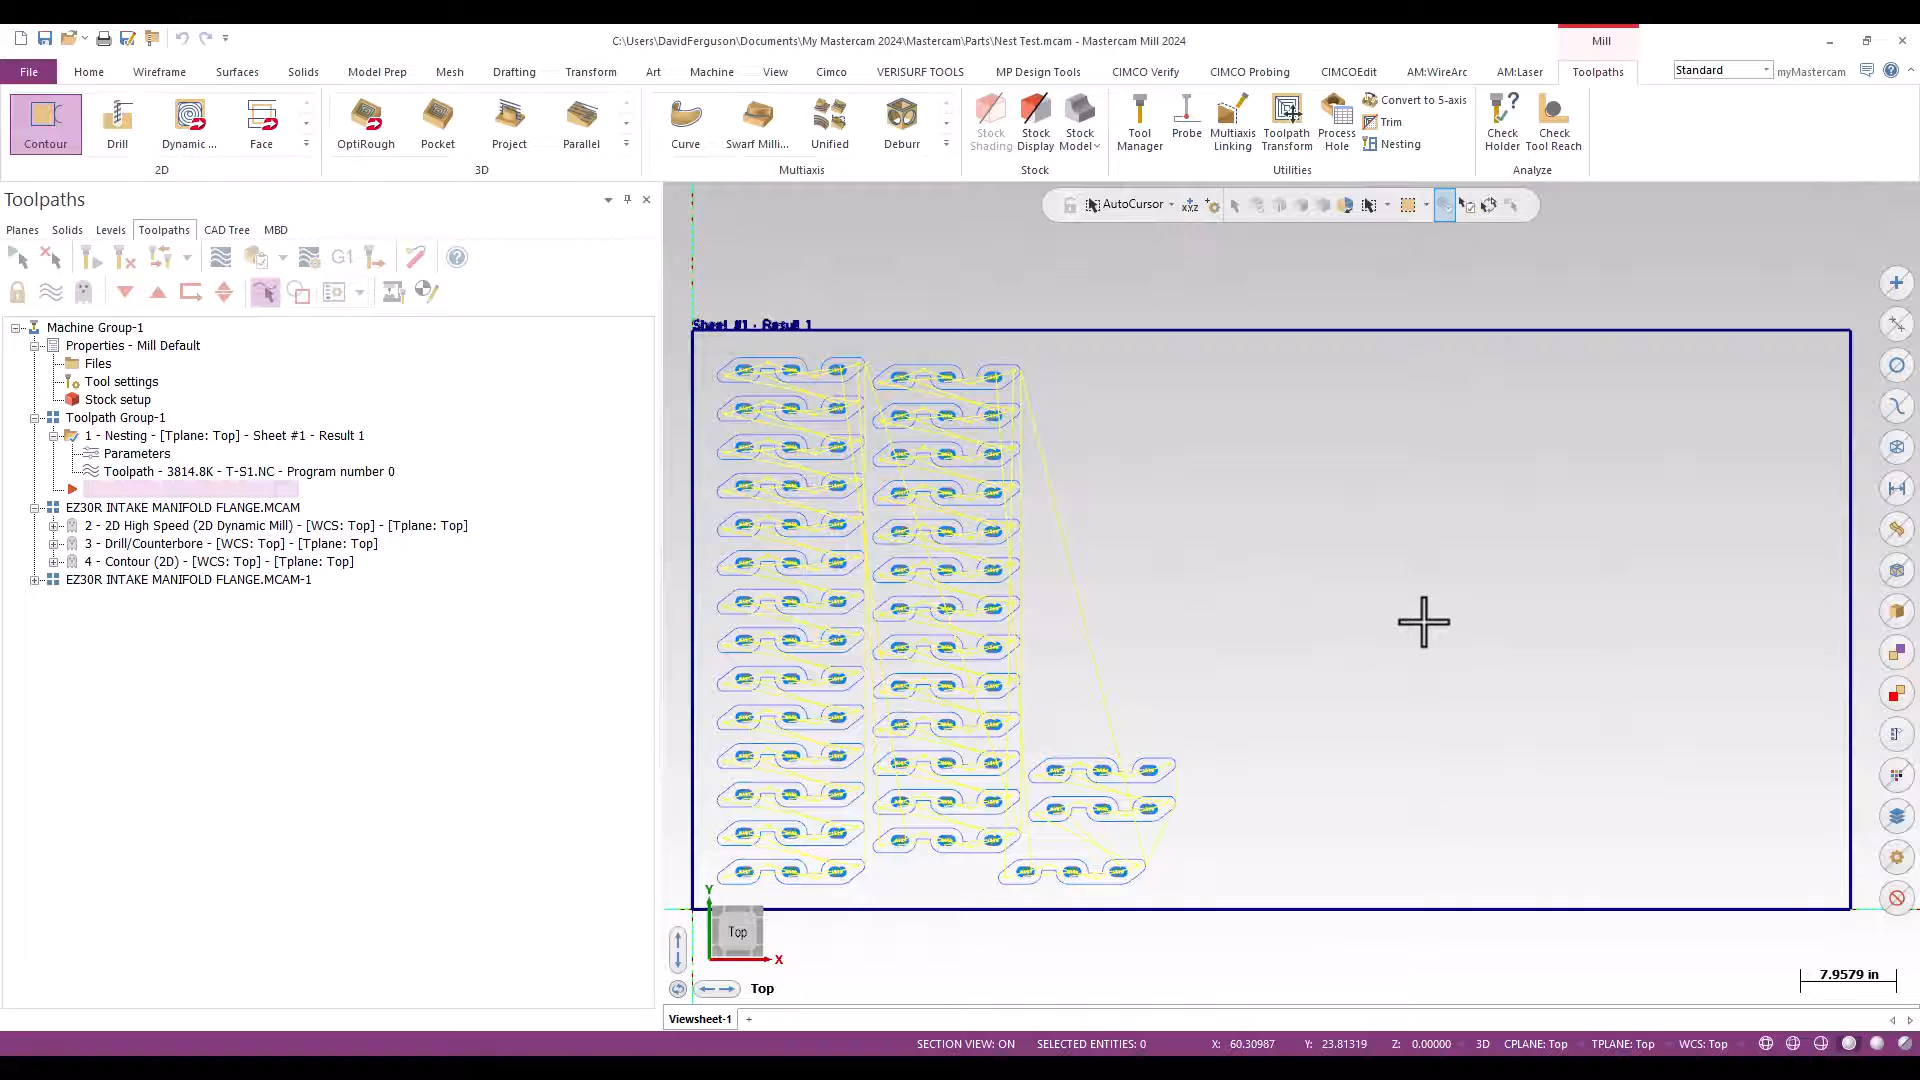 C:\Users\DavidFerguson\Documents\My Mastercam 2024\Mastercam\Parts\Nest Test.mcam - Mastercam Mill 2024
Mill
File Home Wireframe Surfaces Solids Model Prep Mesh Drafting Transform Art Machine View Cimco VERISURF TOOLS MP Design Tools CIMCO Verify CIMCO Probing CIMCOEdit AM:WireArc AM:Laser Toolpaths Standard myMastercam
Contour Drill Dynamic ... Face OptiRough Pocket Project Parallel Curve Swarf Milli... Unified Deburr Stock Shading Stock Display Stock Model Tool Manager Probe Multiaxis Linking Toolpath Transform Process Hole Convert to 5-axis Check Holder Check Tool Reach
Trim
Nesting
2D 3D Multiaxis Stock Utilities Analyze
Toolpaths
AutoCursor
XYZ
Planes Solids Levels Toolpaths CAD Tree MBD
G1
Machine Group-1
Properties - Mill Default
Files
Tool settings
Stock setup
Toolpath Group-1
1 - Nesting - [Tplane: Top] - Sheet #1 - Result 1
Parameters
Toolpath - 3814.8K - T-S1.NC - Program number 0
EZ30R INTAKE MANIFOLD FLANGE.MCAM
2 - 2D High Speed (2D Dynamic Mill) - [WCS: Top] - [Tplane: Top]
3 - Drill/Counterbore - [WCS: Top] - [Tplane: Top]
4 - Contour (2D) - [WCS: Top] - [Tplane: Top]
EZ30R INTAKE MANIFOLD FLANGE.MCAM-1
Sheet #1 - Result 1
Y
Top
X
Top
7.9579 in
Viewsheet-1 +
SECTION VIEW: ON SELECTED ENTITIES: 0 X: 60.30987 Y: 23.81319 Z: 0.00000 3D CPLANE: Top TPLANE: Top WCS: Top